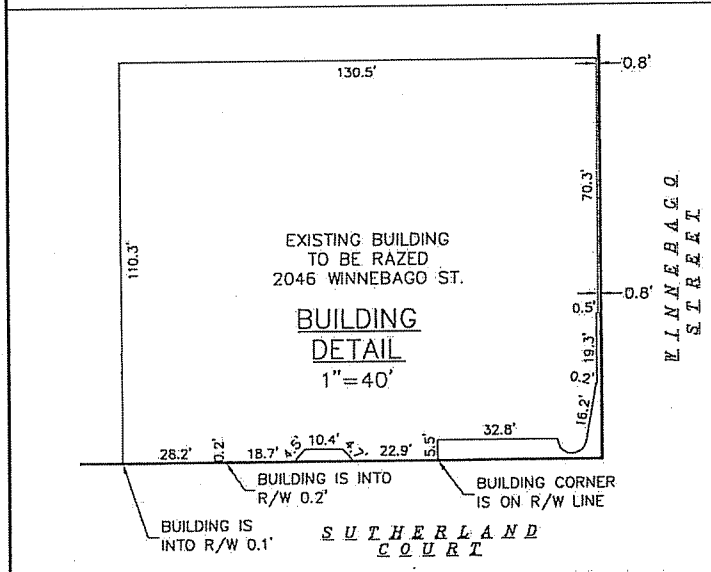 130.5'
0.8'
70.3'
WINNEBAGO
STREET
110.3'
EXISTING BUILDING
TO BE RAZED
2046 WINNEBAGO ST.
0.8'
0.5'
BUILDING
DETAIL
1"=40'
19.3'
0.2'
16.2'
32.8'
28.2'
0.2'
18.7'
4.5'
10.4'
4.7'
22.9'
5.5'
BUILDING IS INTO
R/W 0.2'
BUILDING CORNER
IS ON R/W LINE
BUILDING IS
INTO R/W 0.1'
SUTHERLAND
COURT